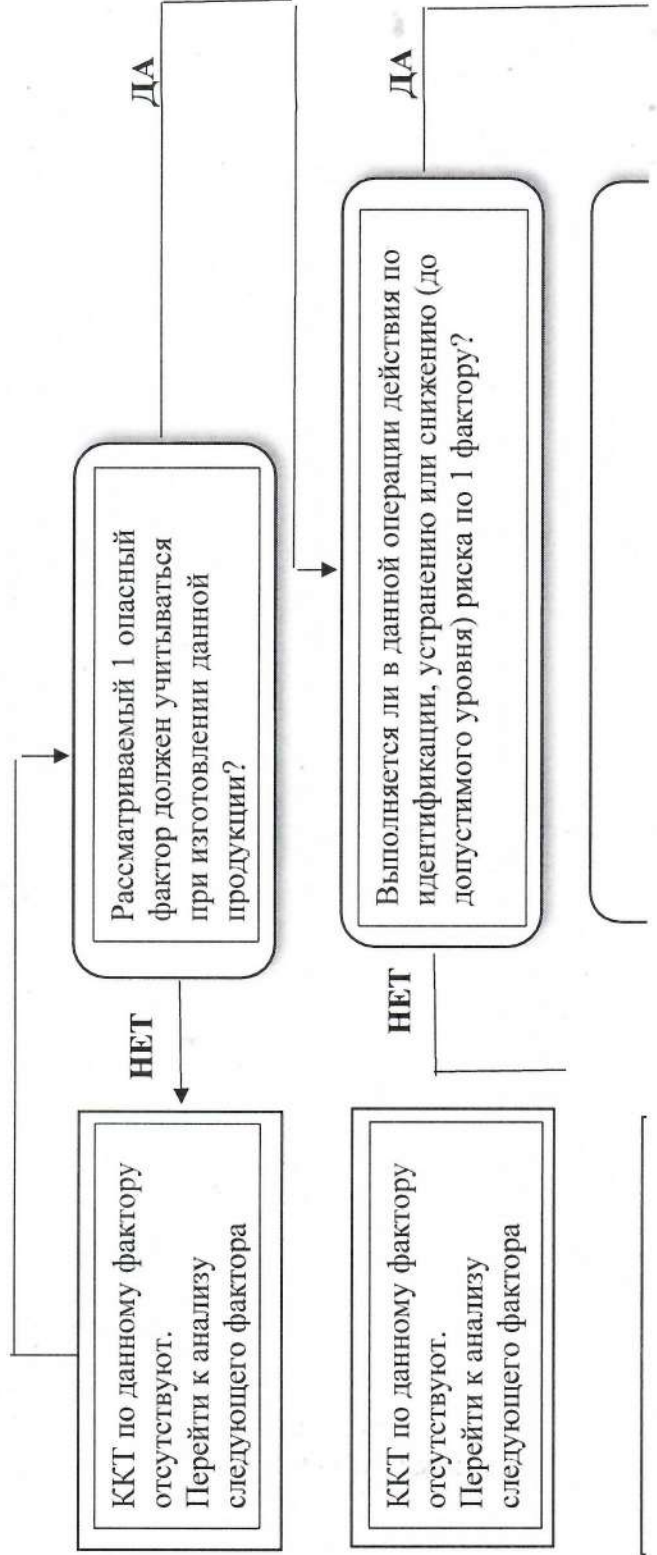 ККТ по данному фактору
отсутствуют.
Перейти к анализу
следующего фактора
НЕТ
Рассматриваемый 1 опасный
фактор должен учитываться
при изготовлении данной
продукции?
ДА
ККТ по данному фактору
отсутствуют.
Перейти к анализу
следующего фактора
НЕТ
Выполняется ли в данной операции действия по
идентификации, устранению или снижению (до
допустимого уровня) риска по 1 фактору?
ДА